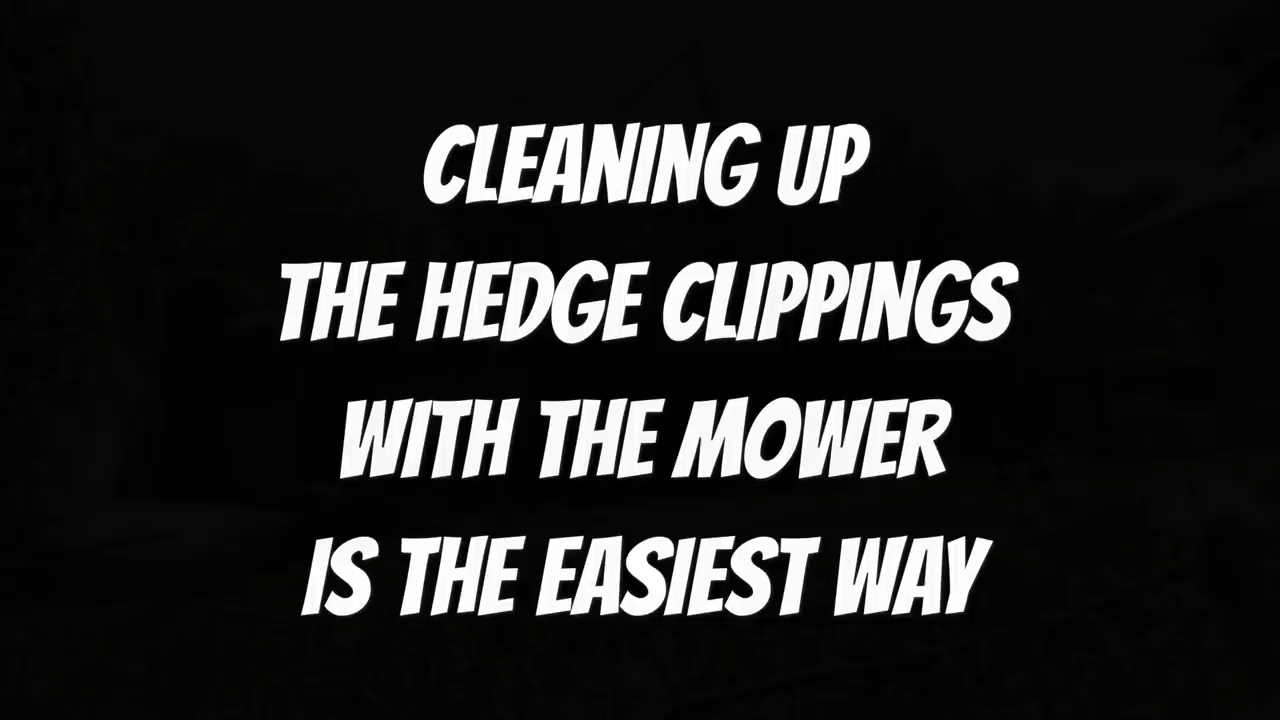 CLEANING UP
THE HEDGE CLIPPINGS
WITH THE MOWER
IS THE EASIEST WAY